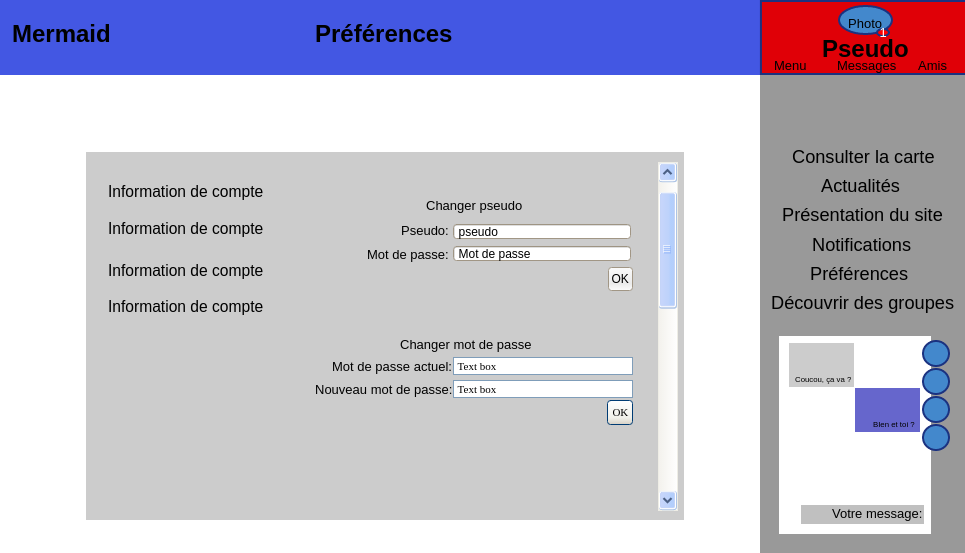 Mermaid
Préférences
Photo
1
Pseudo
Menu Messages Amis
Information de compte
Information de compte
Information de compte
Information de compte
Changer pseudo
Pseudo: pseudo
Mot de passe: Mot de passe
OK
Changer mot de passe
Mot de passe actuel: Text box
Nouveau mot de passe: Text box
OK
Consulter la carte
Actualités
Présentation du site
Notifications
Préférences
Découvrir des groupes
Coucou, ça va ?
BIen et toi ?
Votre message: